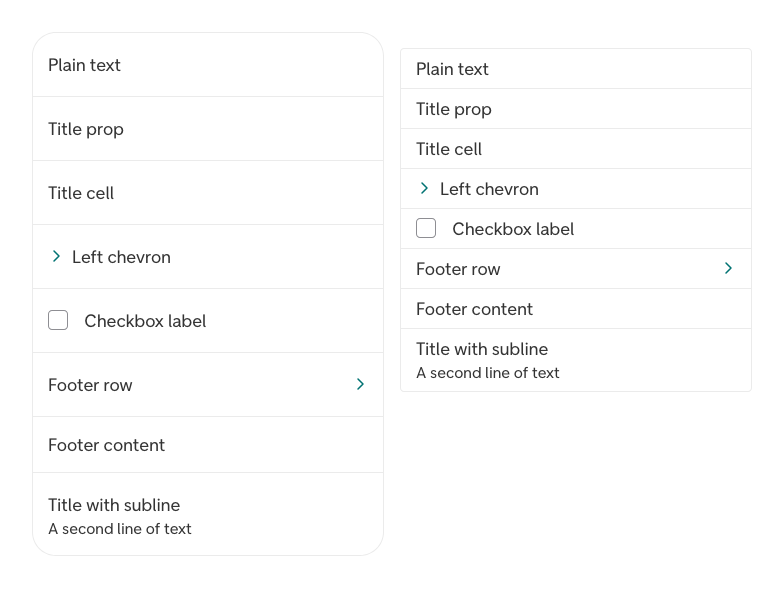 Plain text
Title prop
Title cell
Left chevron
Checkbox label
Footer row
Footer content
Title with subline
A second line of text
Plain text
Title prop
Title cell
Left chevron
Checkbox label
Footer row
Footer content
Title with subline
A second line of text